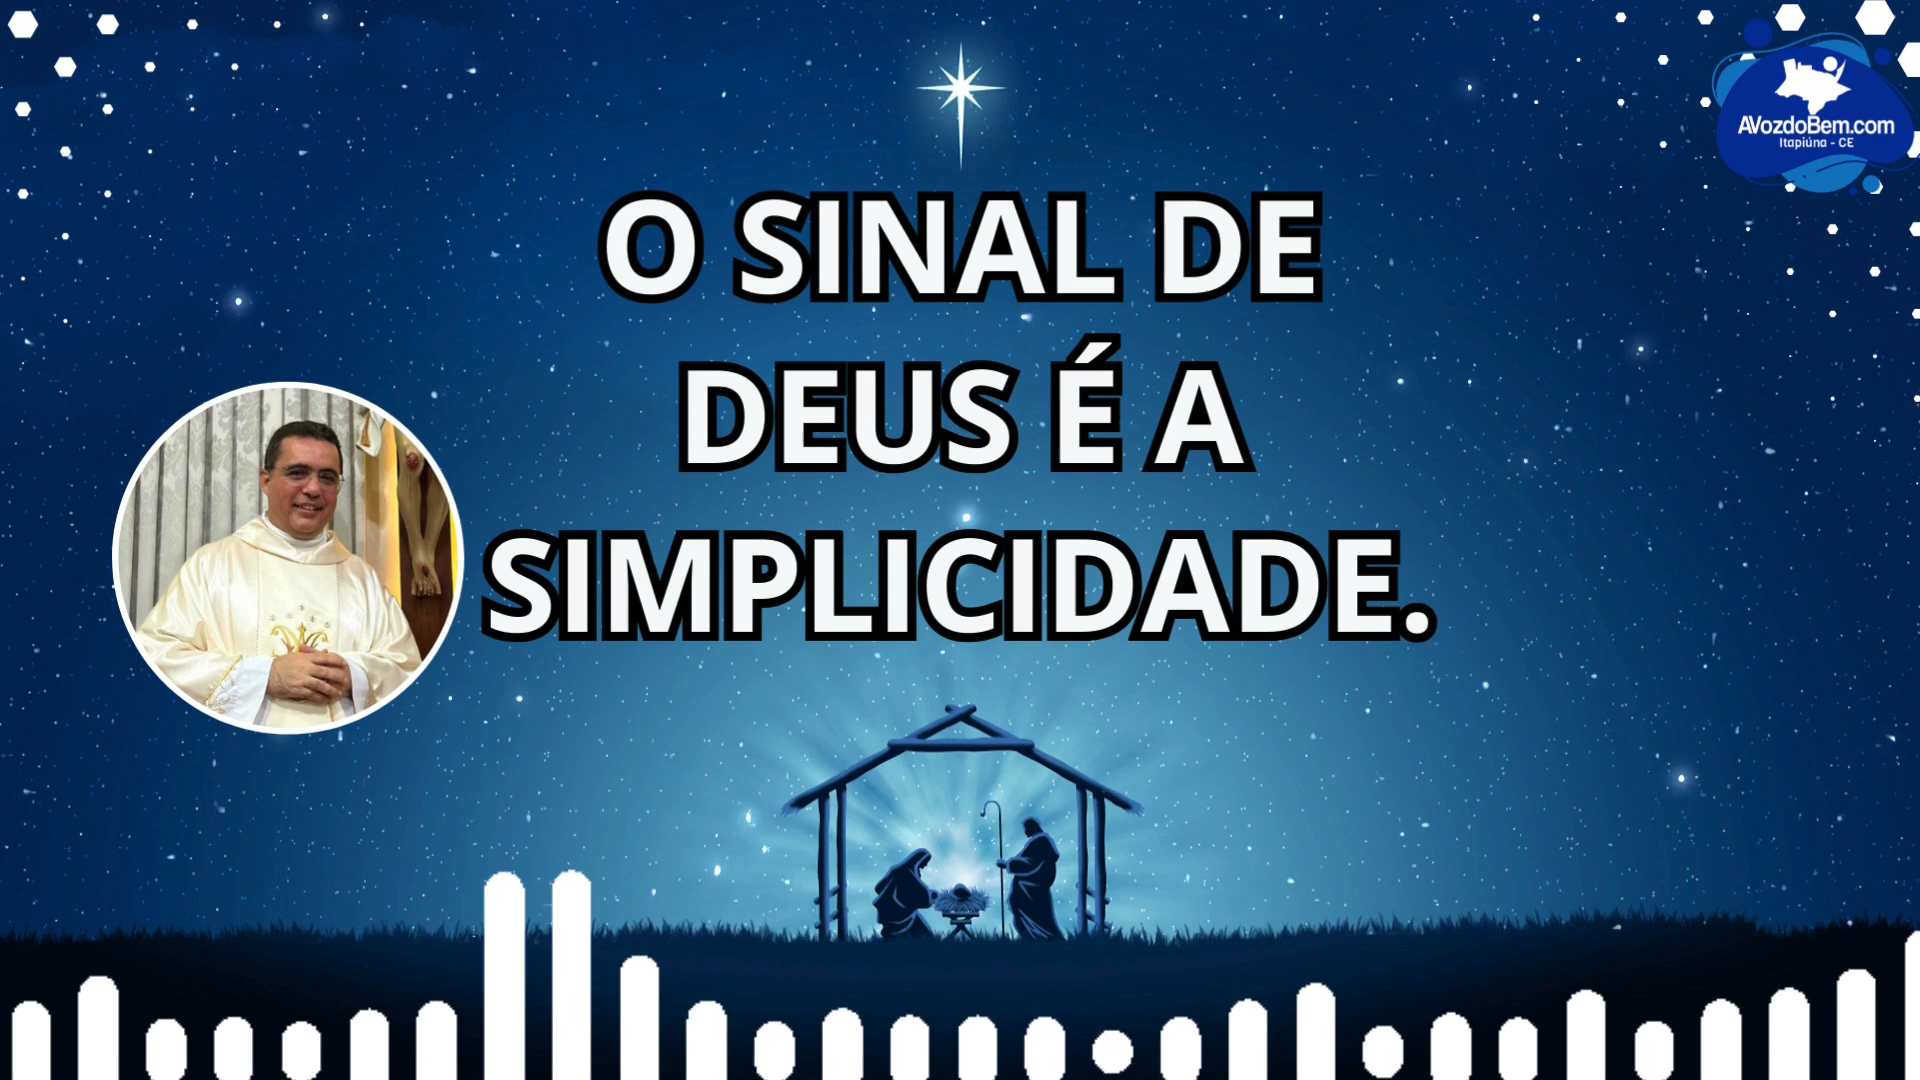 AVozdoBem.com
Itapiúna - CE
O SINAL DE
DEUS É A
SIMPLICIDADE.